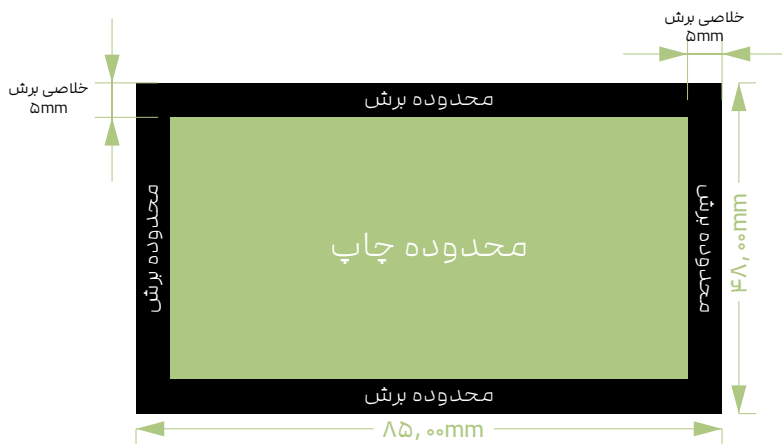 خلاصی برش
۵mm
خلاصی برش
۵mm
محدوده برش
محدوده برش
محدوده چاپ
محدوده برش
۴۸,۰۰mm
محدوده برش
۸۵,۰۰mm